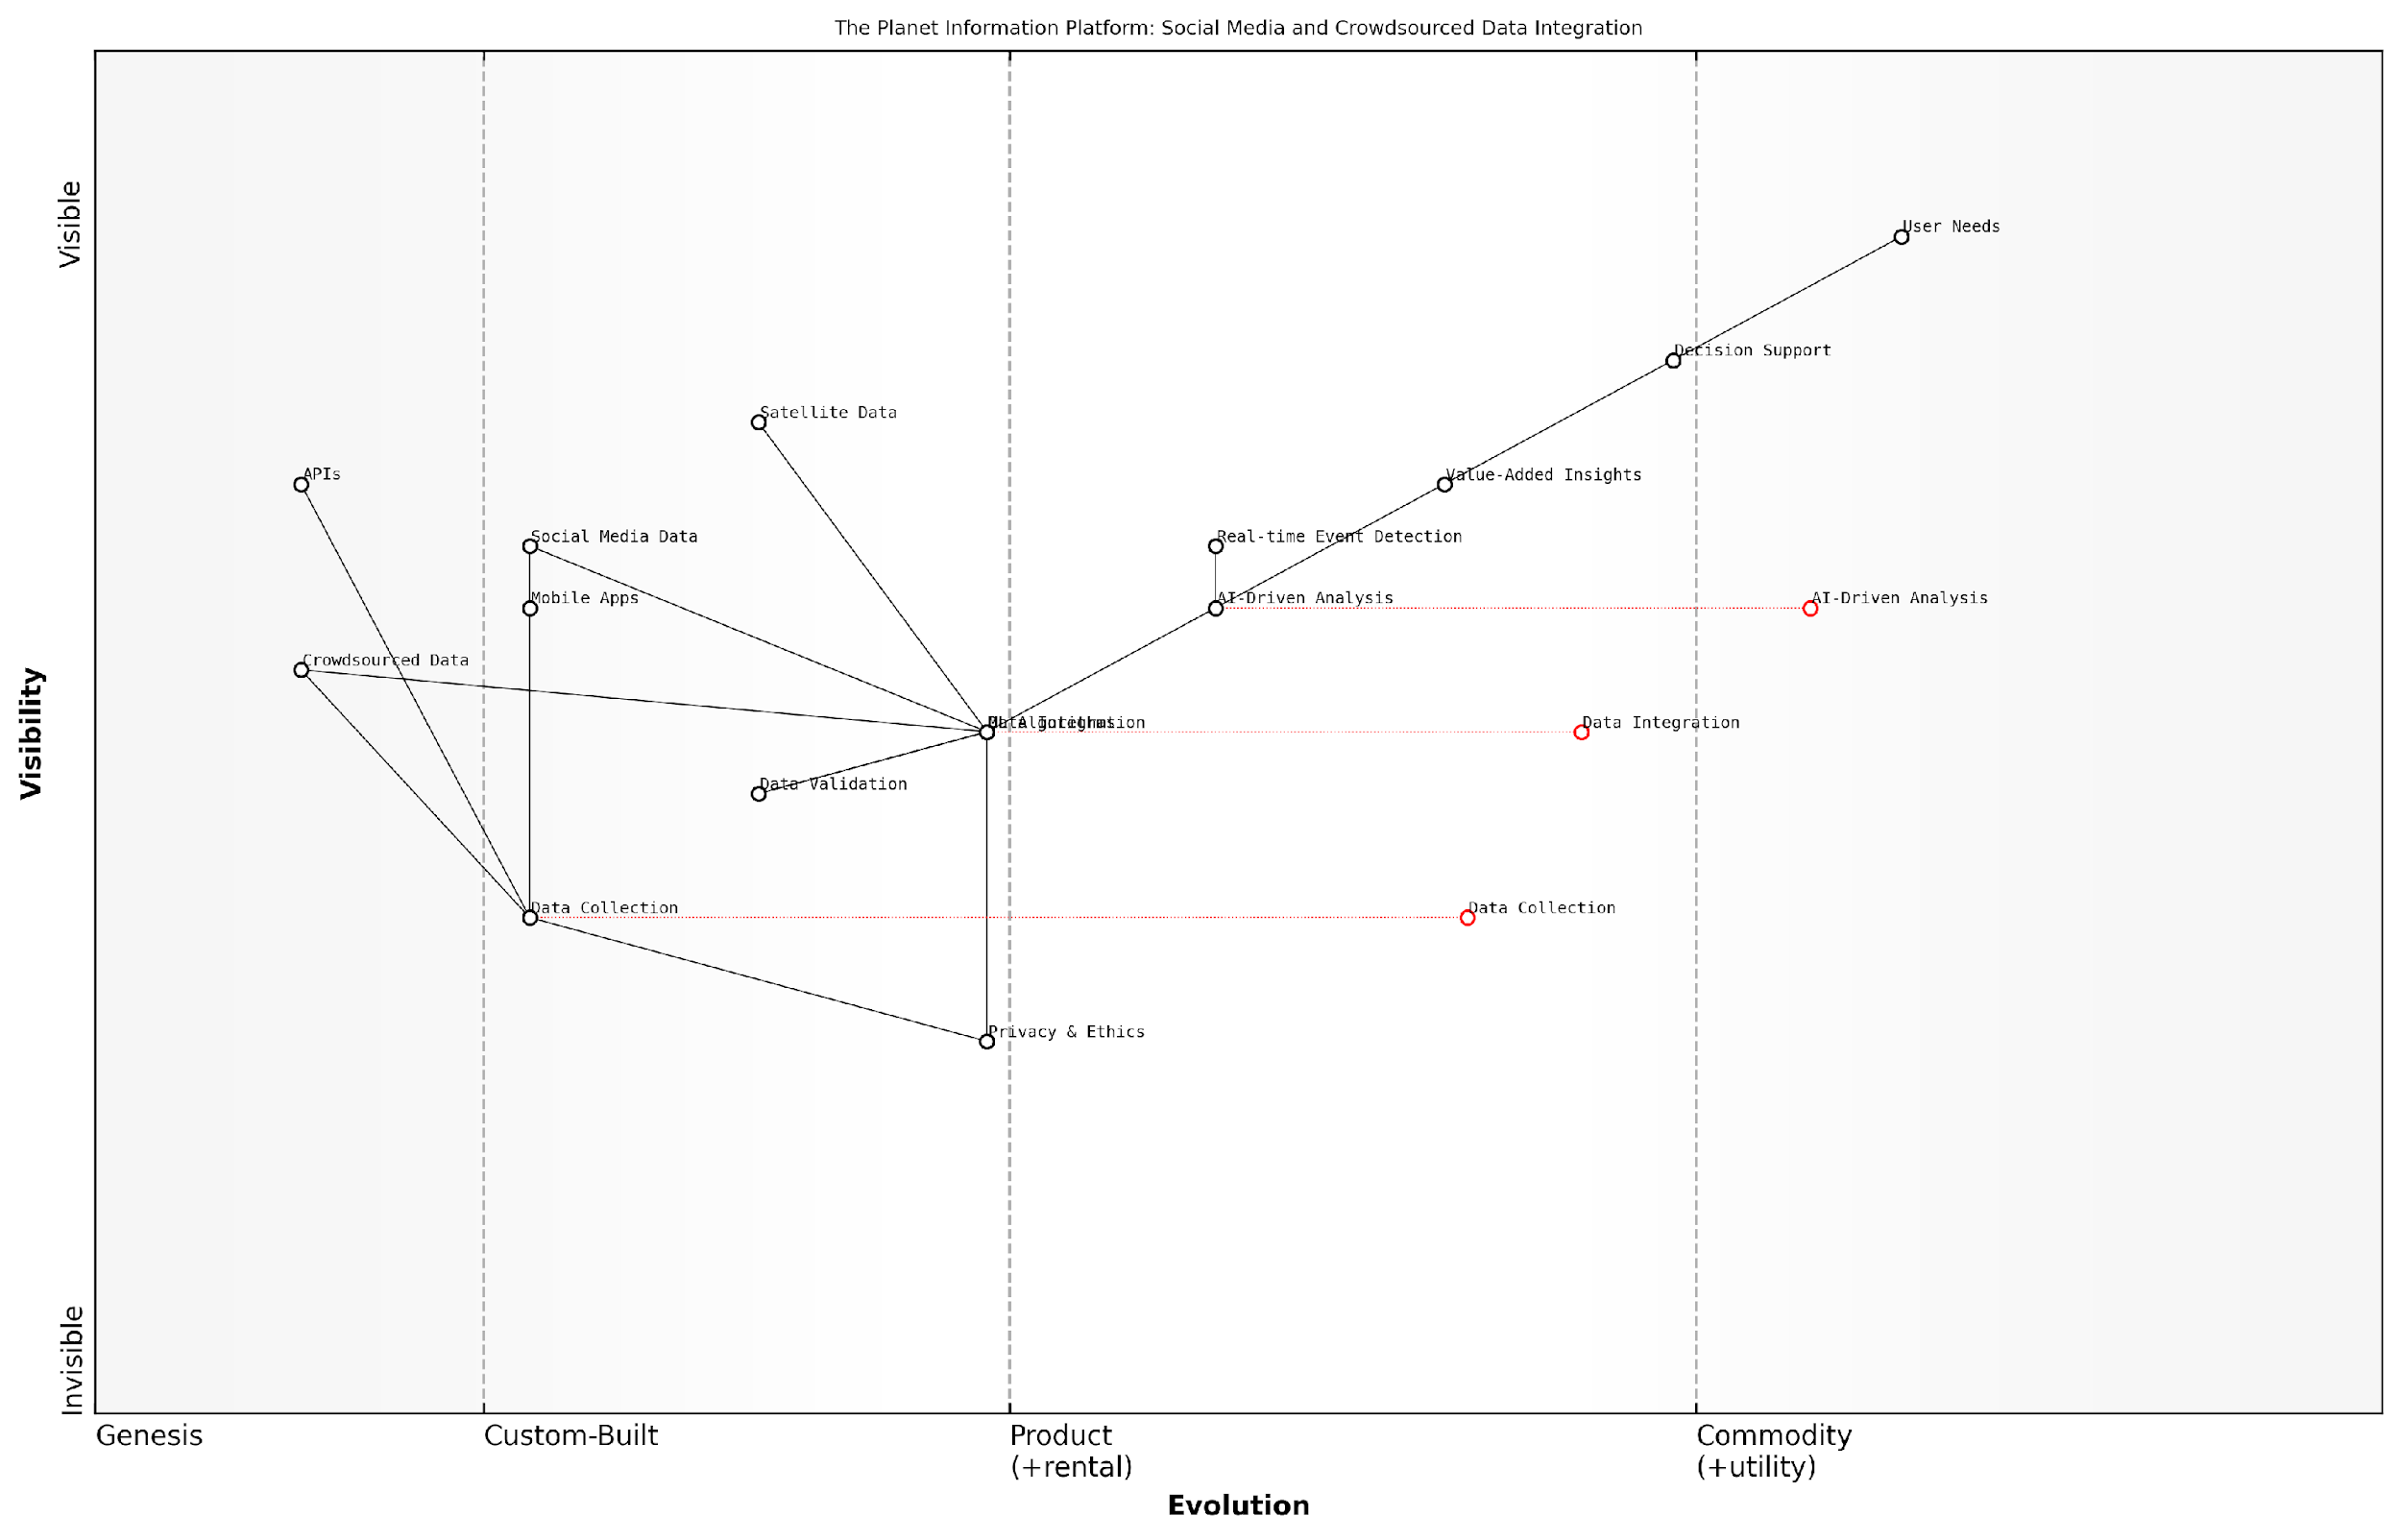 The Planet Information Platform: Social Media and Crowdsourced Data Integration
Visible
User Needs
Decision Support
Satellite Data
APIs
Value-Added Insights
Social Media Data
Real-time Event Detection
Mobile Apps
AI-Driven Analysis
AI-Driven Analysis
Crowdsourced Data
Data Integration
Data Validation
Data Collection
Data Collection
Privacy & Ethics
Visibility
Invisible
Genesis
Custom-Built
Product
(+rental)
Commodity
(+utility)
Evolution